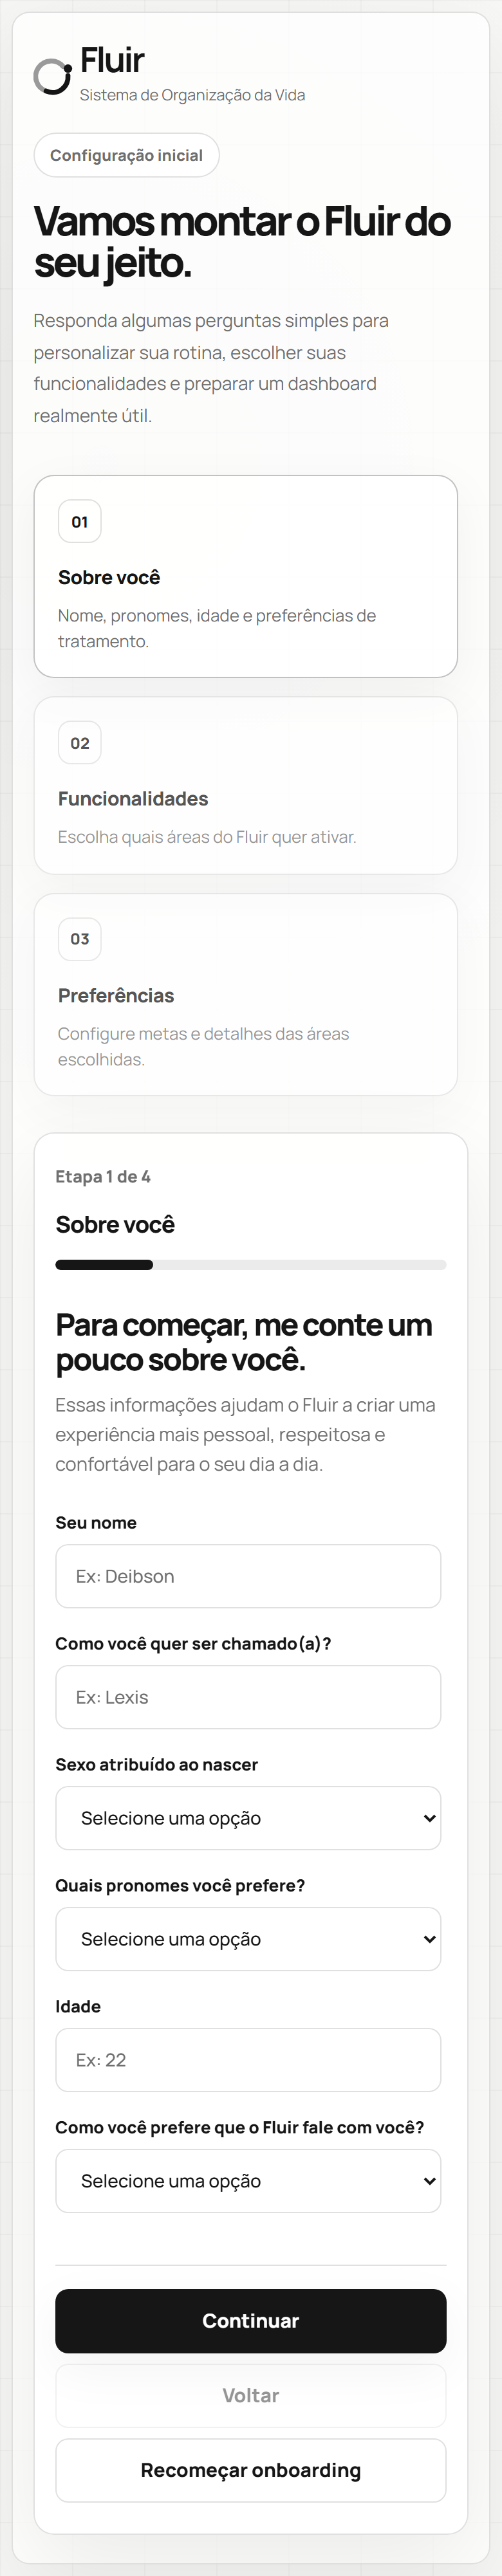 Fluir
Sistema de Organização da Vida
Configuração inicial
Vamos montar o Fluir do
seu jeito.
Responda algumas perguntas simples para
personalizar sua rotina, escolher suas
funcionalidades e preparar um dashboard
realmente útil.
01
Sobre você
Nome, pronomes, idade e preferências de
tratamento.
02
Funcionalidades
Escolha quais áreas do Fluir quer ativar.
03
Preferências
Configure metas e detalhes das áreas
escolhidas.
Etapa 1 de 4
Sobre você
Para começar, me conte um
pouco sobre você.
Essas informações ajudam o Fluir a criar uma
experiência mais pessoal, respeitosa e
confortável para o seu dia a dia.
Seu nome
Ex: Deibson
Como você quer ser chamado(a)?
Ex: Lexis
Sexo atribuído ao nascer
Selecione uma opção
Quais pronomes você prefere?
Selecione uma opção
Idade
Ex: 22
Como você prefere que o Fluir fale com você?
Selecione uma opção
Continuar
Voltar
Recomeçar onboarding